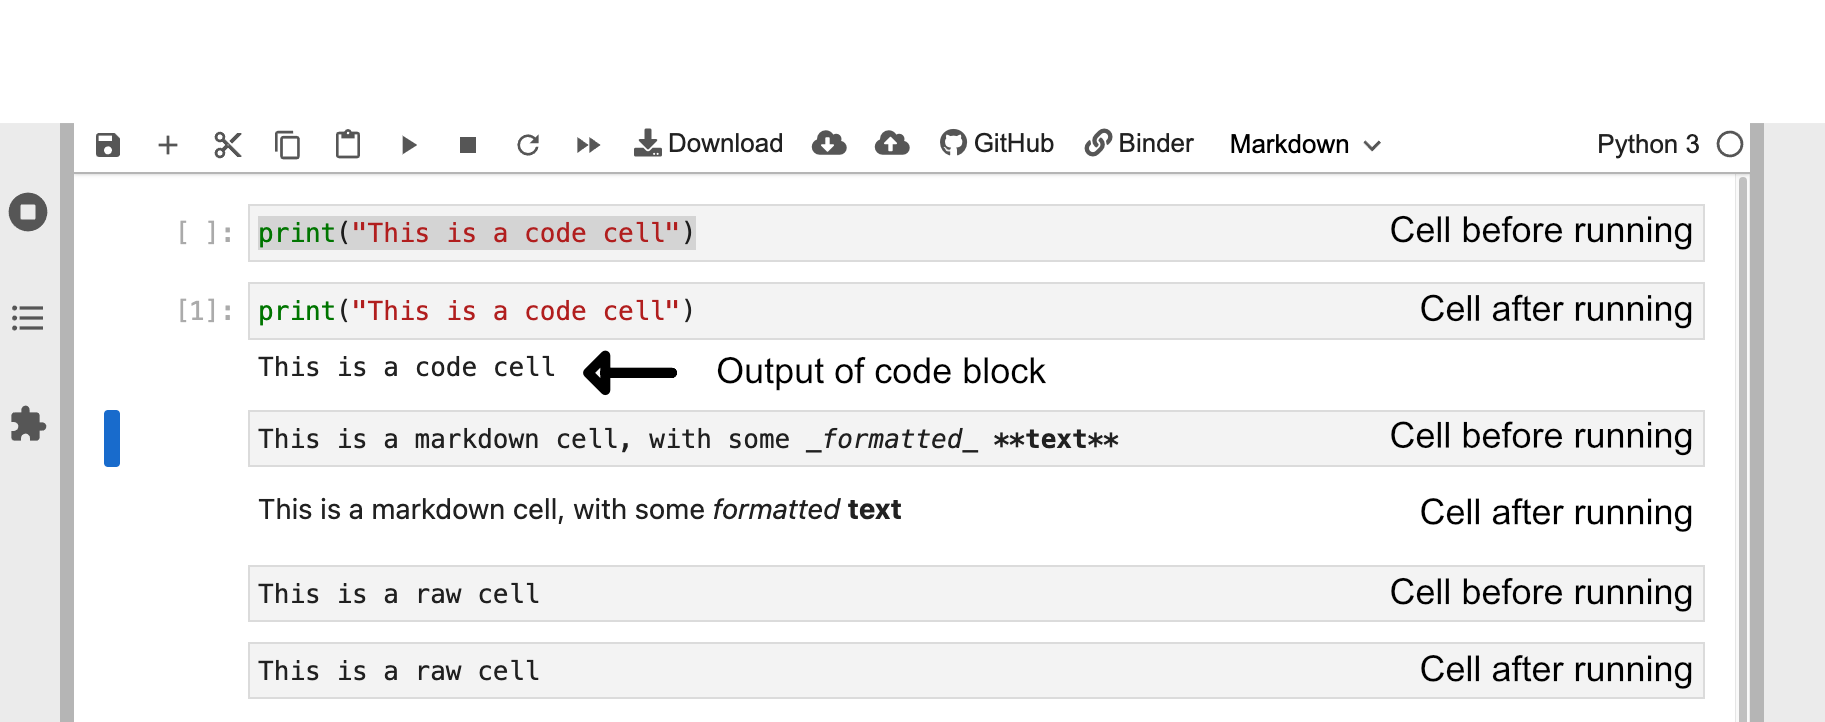 Download GitHub Binder Markdown Python 3
[ ]: print("This is a code cell") Cell before running
[1]: print("This is a code cell") Cell after running
This is a code cell Output of code block
This is a markdown cell, with some _formatted_ **text** Cell before running
This is a markdown cell, with some formatted text Cell after running
This is a raw cell Cell before running
This is a raw cell Cell after running